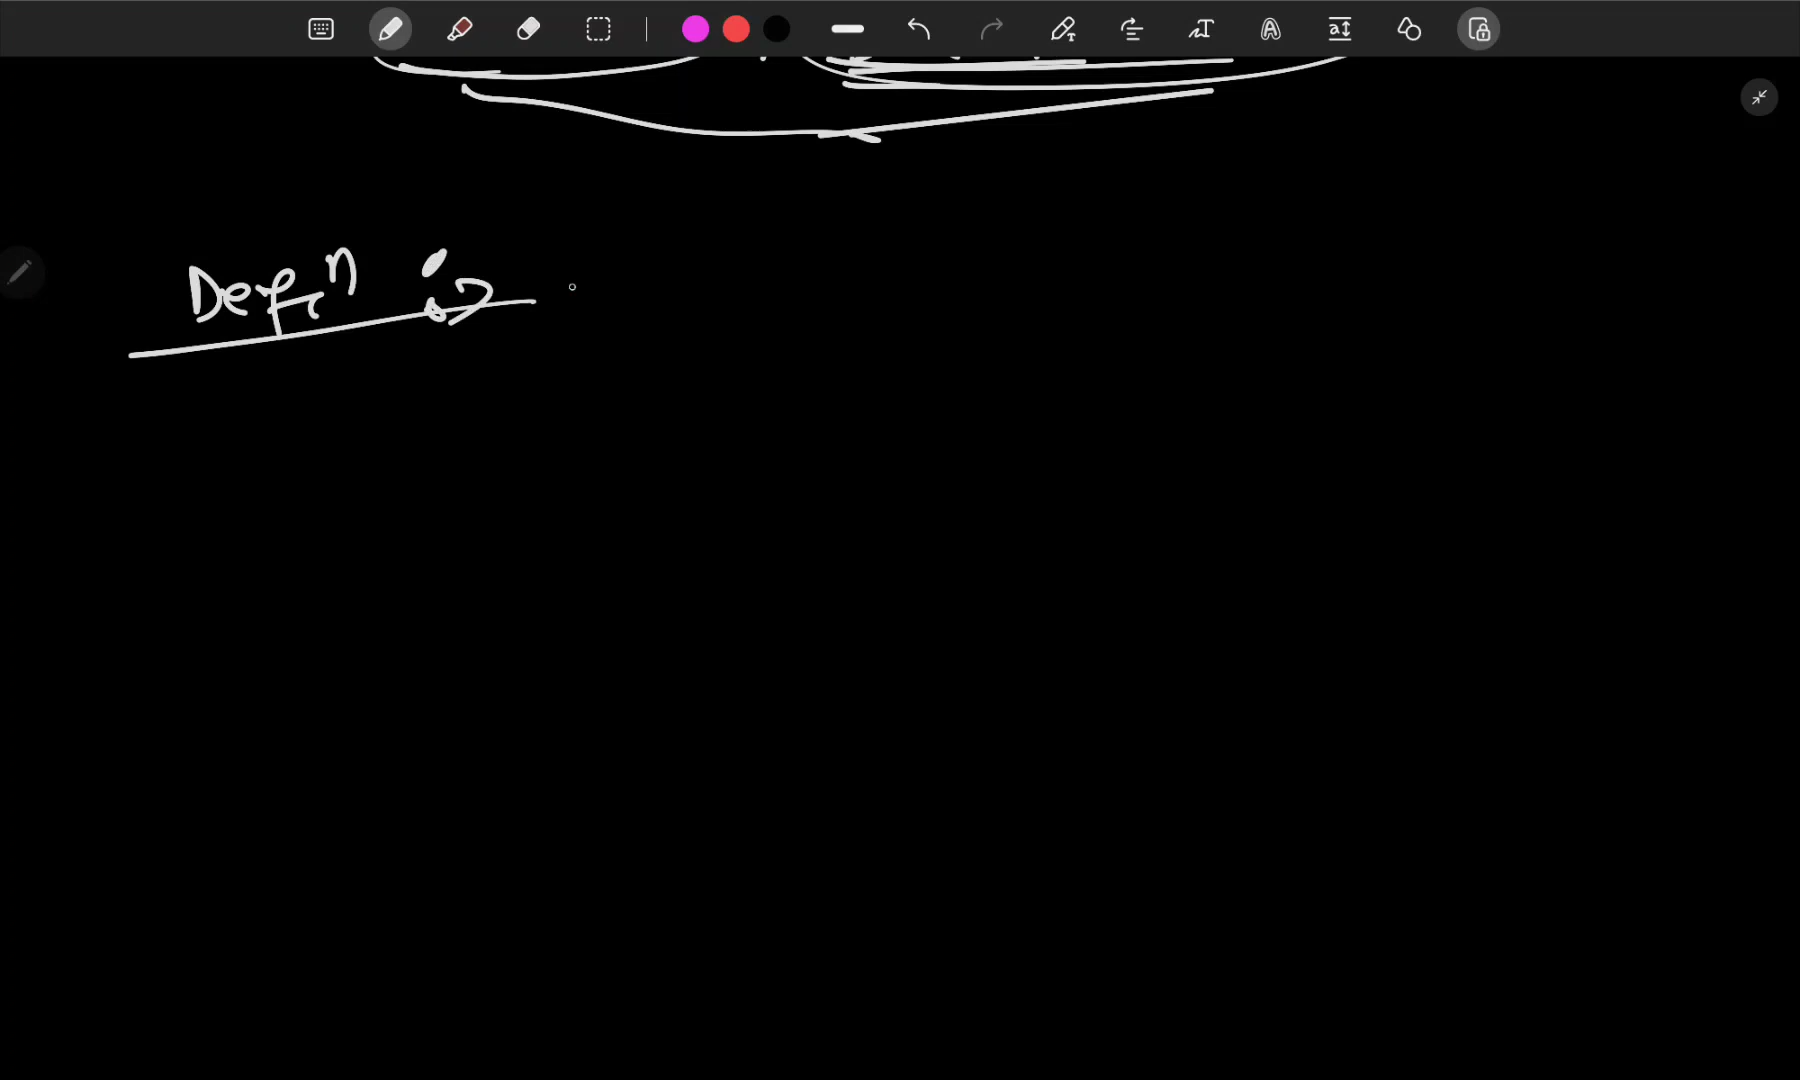 Defⁿ :→